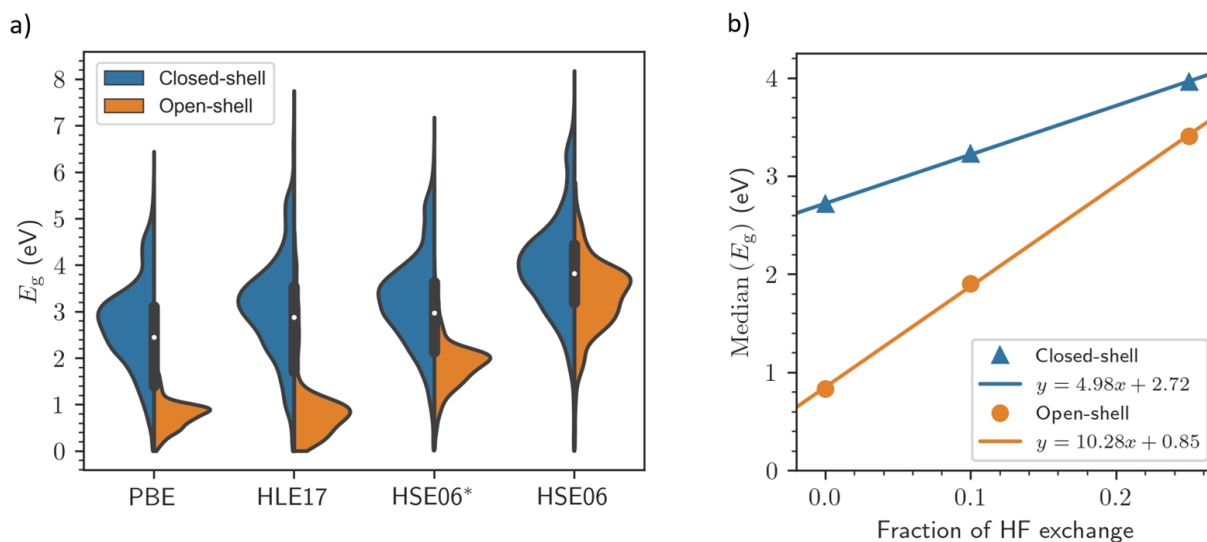 a)
8
7
6
5
4
3
2
1
0
E_g (eV)
Closed-shell
Open-shell
PBE
HLE17
HSE06*
HSE06
b)
4
3
2
1
0
Median (E_g) (eV)
Closed-shell
y = 4.98x + 2.72
Open-shell
y = 10.28x + 0.85
0.0
0.1
0.2
Fraction of HF exchange